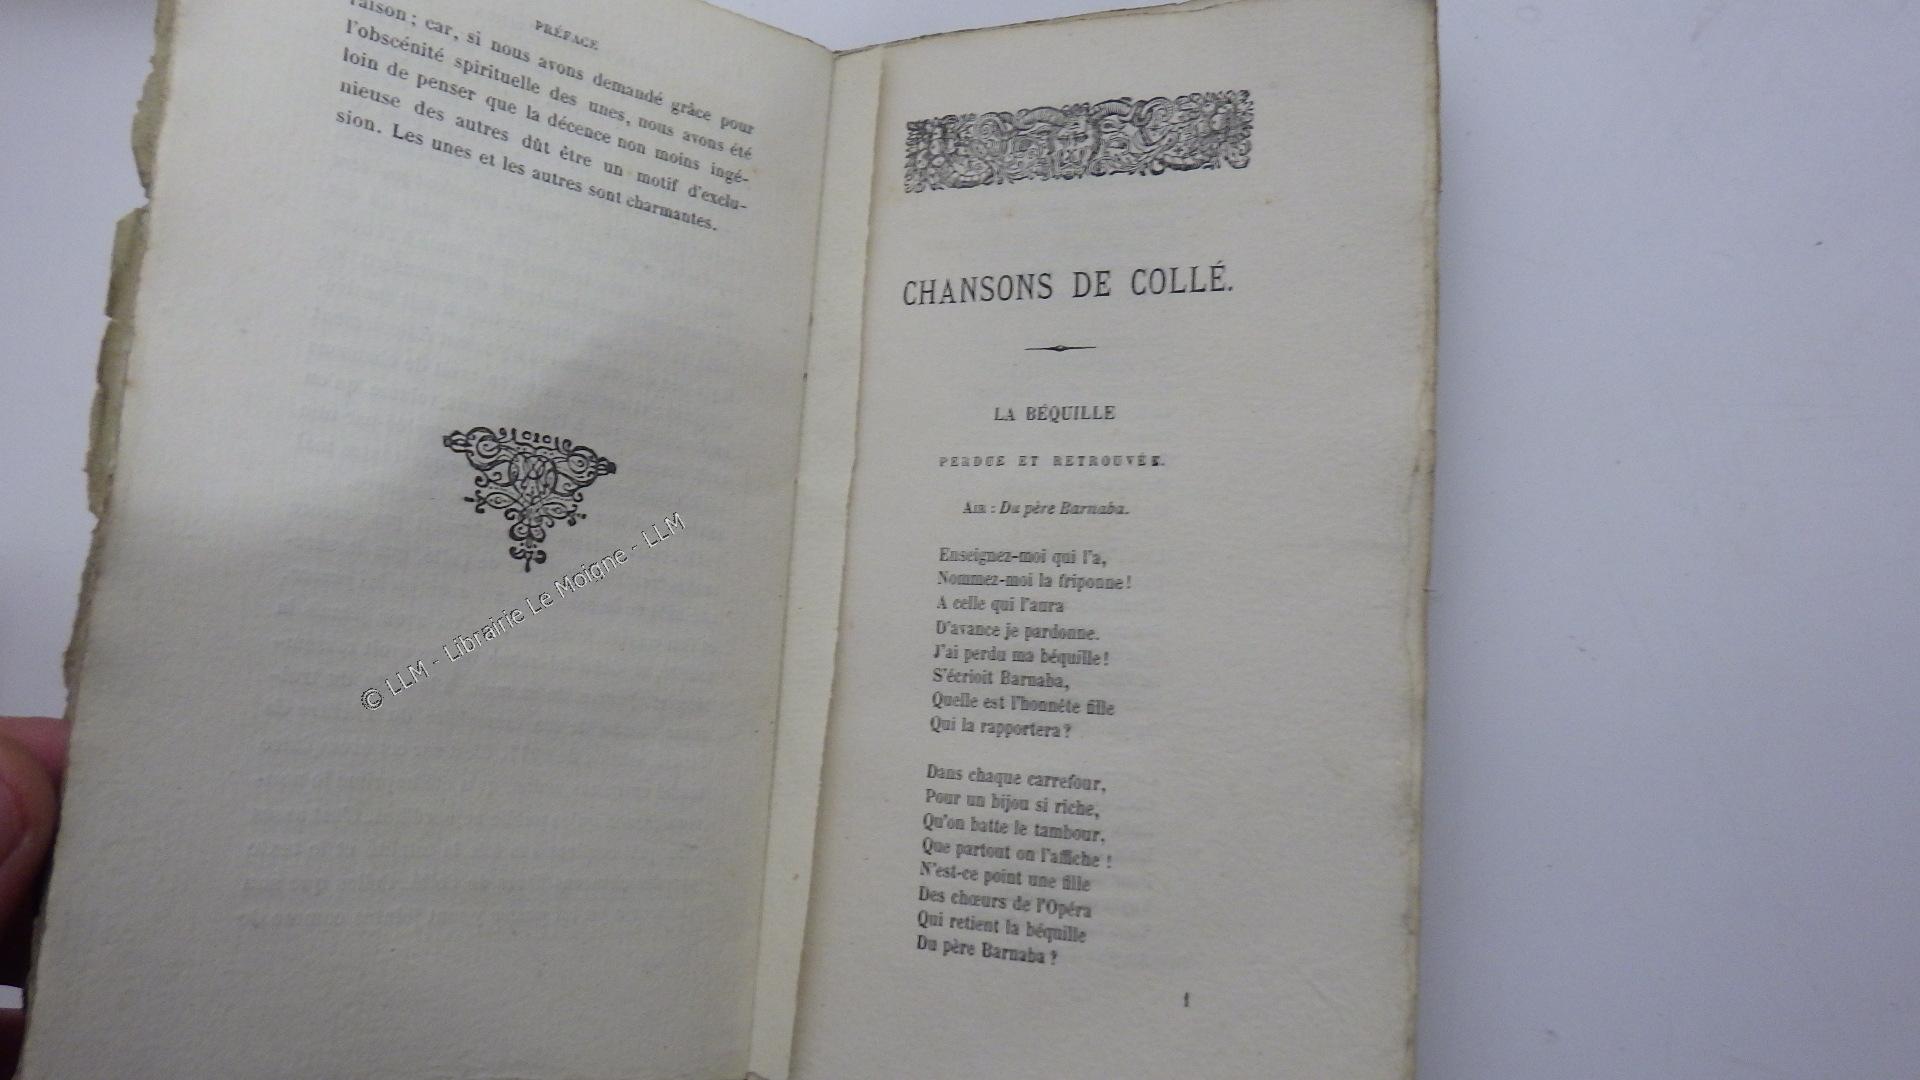 PRÉFACE
raison ; car, si nous avons demandé grâce pour
l'obscénité spirituelle des unes, nous avons été
loin de penser que la décence non moins ingé-
nieuse des autres dût être un motif d'exclu-
sion. Les unes et les autres sont charmantes.
© LLM - Librairie Le Moigne - LLM
CHANSONS DE COLLÉ.
LA BÉQUILLE
PERDUE ET RETROUVÉE.
AIR : Du père Barnaba.
Enseignez-moi qui l'a,
Nommez-moi la friponne !
A celle qui l'aura
D'avance je pardonne.
J'ai perdu ma béquille !
S'écrioit Barnaba,
Quelle est l'honnête fille
Qui la rapportera ?
Dans chaque carrefour,
Pour un bijou si riche,
Qu'on batte le tambour,
Que partout on l'affiche !
N'est-ce point une fille
Des chœurs de l'Opéra
Qui retient la béquille
Du père Barnaba ?
1